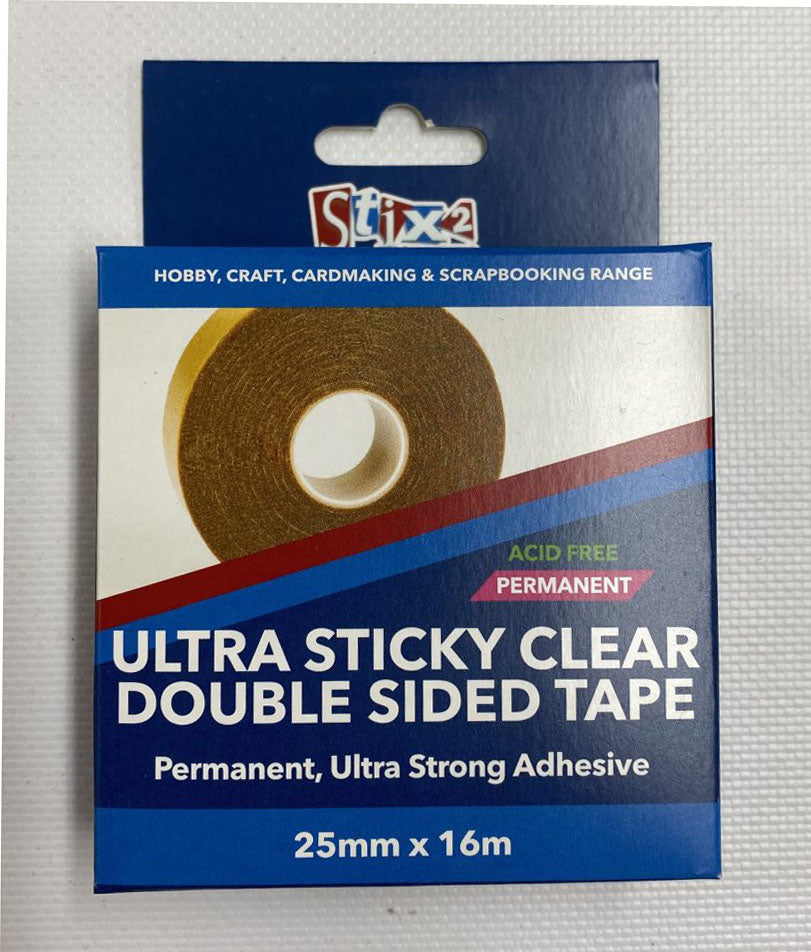 Stix2
HOBBY, CRAFT, CARDMAKING & SCRAPBOOKING RANGE
ACID FREE
PERMANENT
ULTRA STICKY CLEAR
DOUBLE SIDED TAPE
Permanent, Ultra Strong Adhesive
25mm x 16m